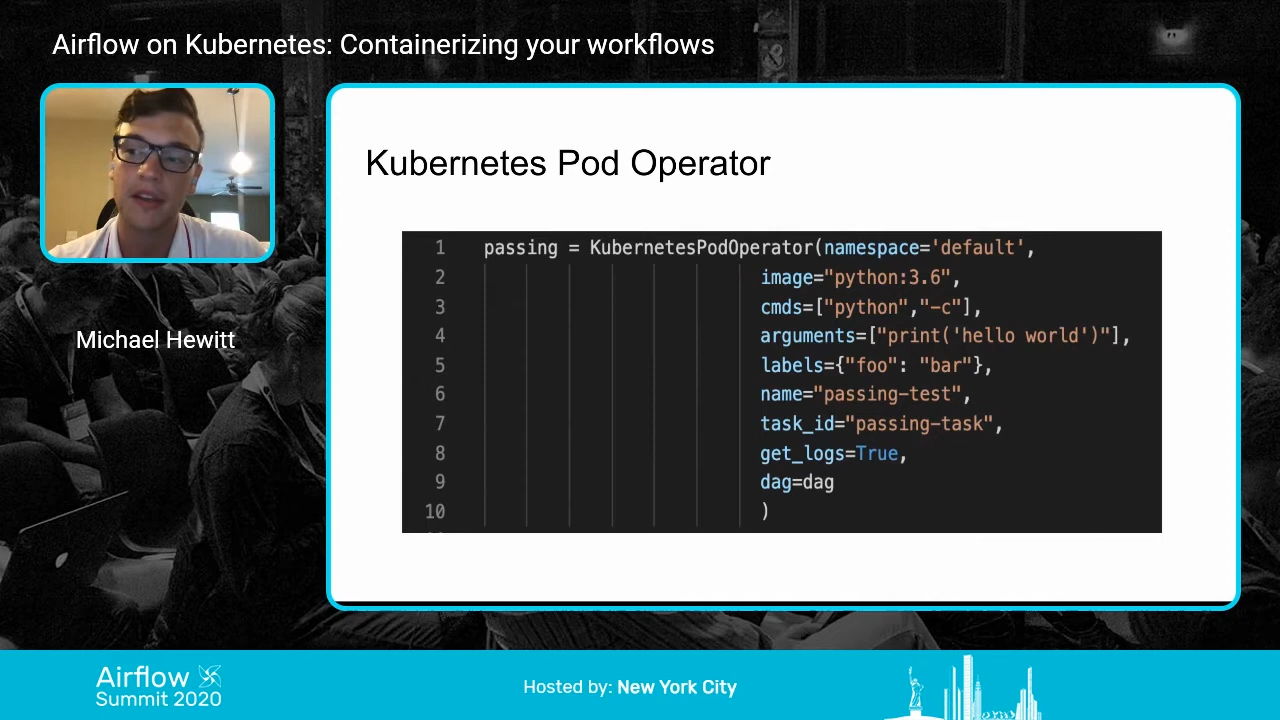 Airflow on Kubernetes: Containerizing your workflows
Michael Hewitt
Kubernetes Pod Operator
1 passing = KubernetesPodOperator(namespace='default',
2 image="python:3.6",
3 cmds=["python","-c"],
4 arguments=["print('hello world')"],
5 labels={"foo": "bar"},
6 name="passing-test",
7 task_id="passing-task",
8 get_logs=True,
9 dag=dag
10 )
Airflow
Summit 2020
Hosted by: New York City